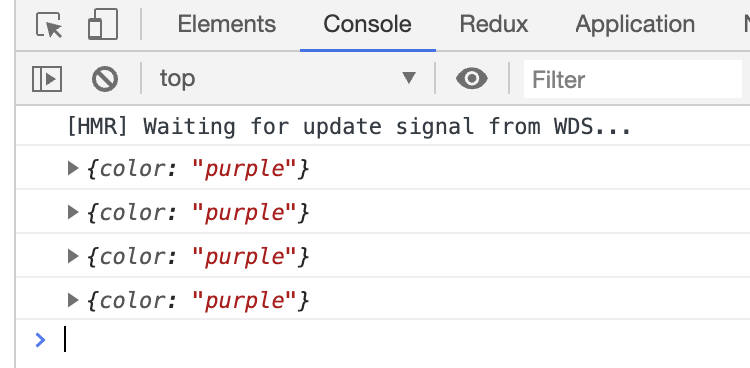 Elements Console Redux Application
top Filter
[HMR] Waiting for update signal from WDS...
{color: "purple"}
{color: "purple"}
{color: "purple"}
{color: "purple"}
>